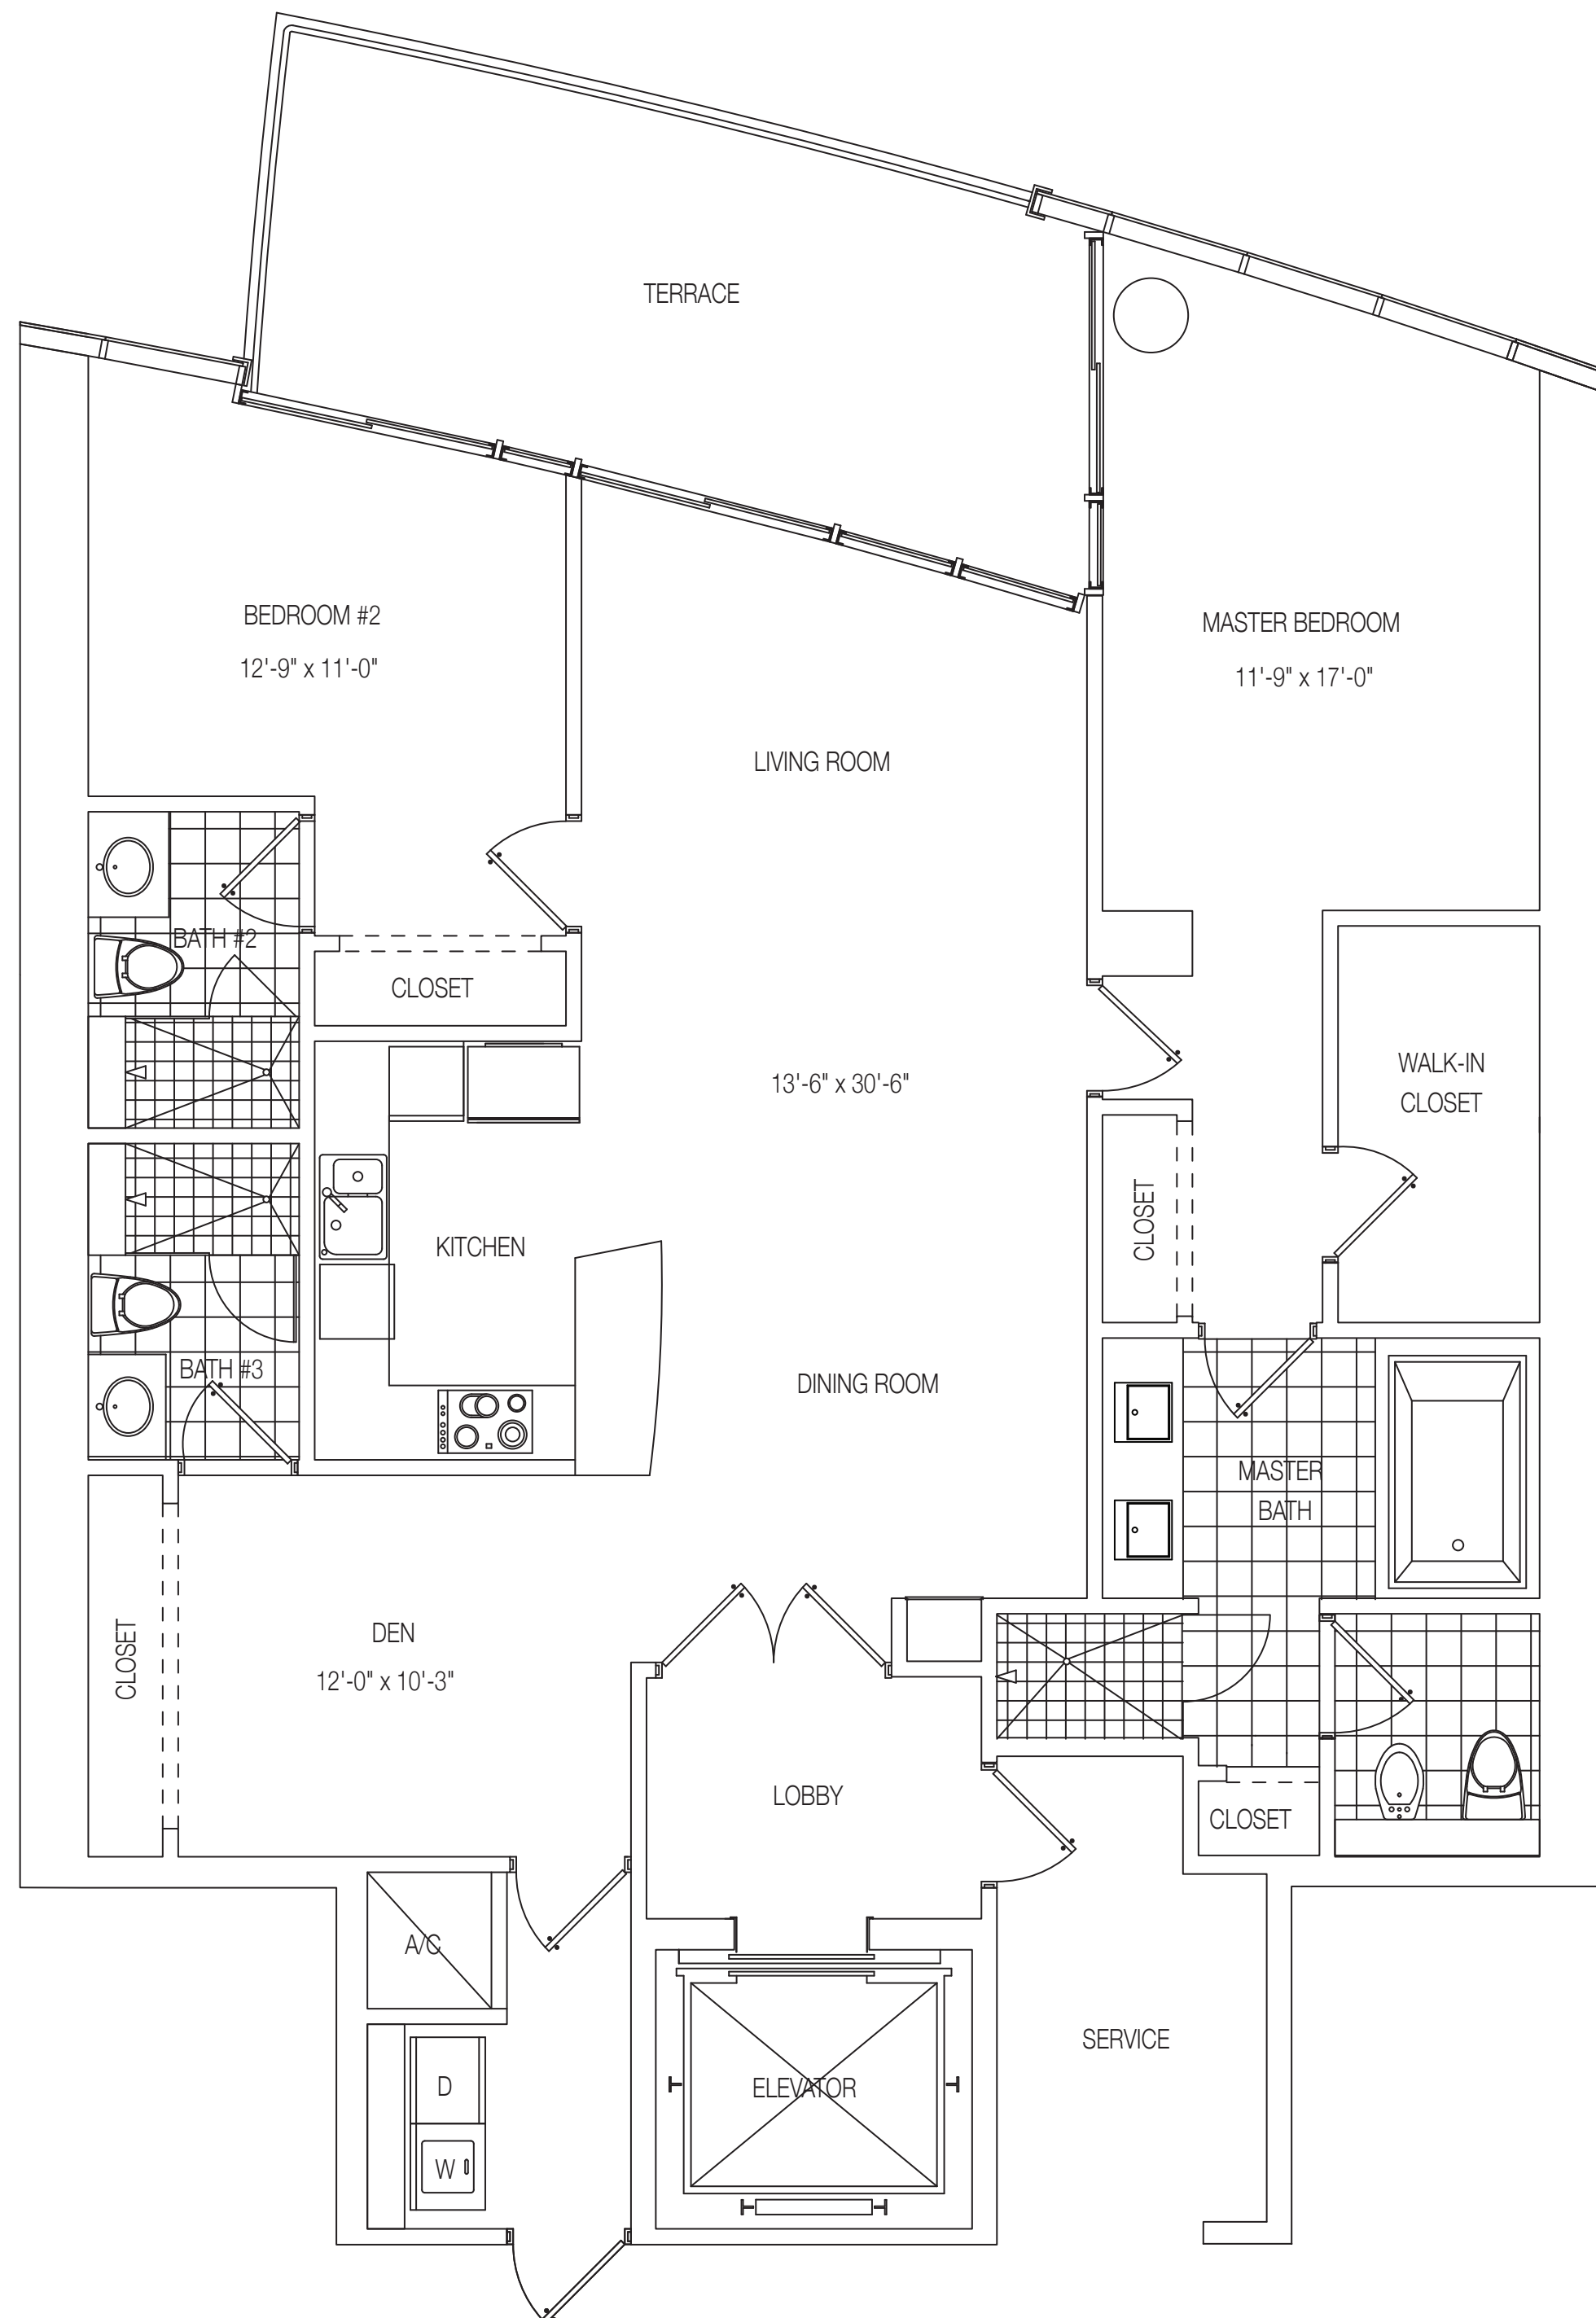 TERRACE
BEDROOM #2
12'-9" x 11'-0"
MASTER BEDROOM
11'-9" x 17'-0"
LIVING ROOM
BATH #2
CLOSET
13'-6" x 30'-6"
WALK-IN
CLOSET
CLOSET
KITCHEN
BATH #3
DINING ROOM
MASTER
BATH
CLOSET
DEN
12'-0" x 10'-3"
LOBBY
CLOSET
A/C
SERVICE
D
ELEVATOR
W